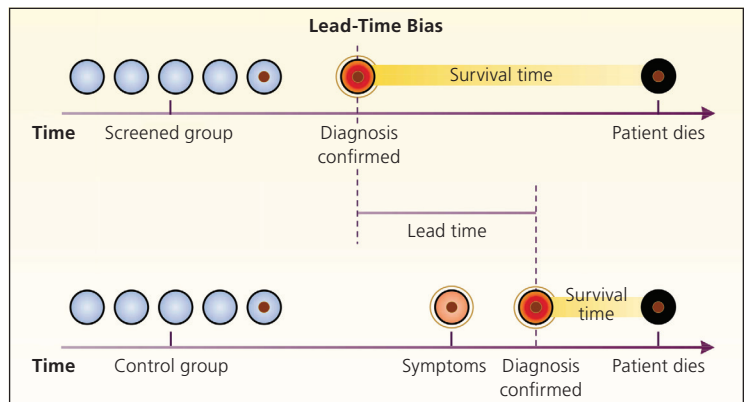 Lead-Time Bias
Survival time
Time
Screened group
Diagnosis
confirmed
Patient dies
Lead time
Survival
time
Time
Control group
Symptoms
Diagnosis
confirmed
Patient dies